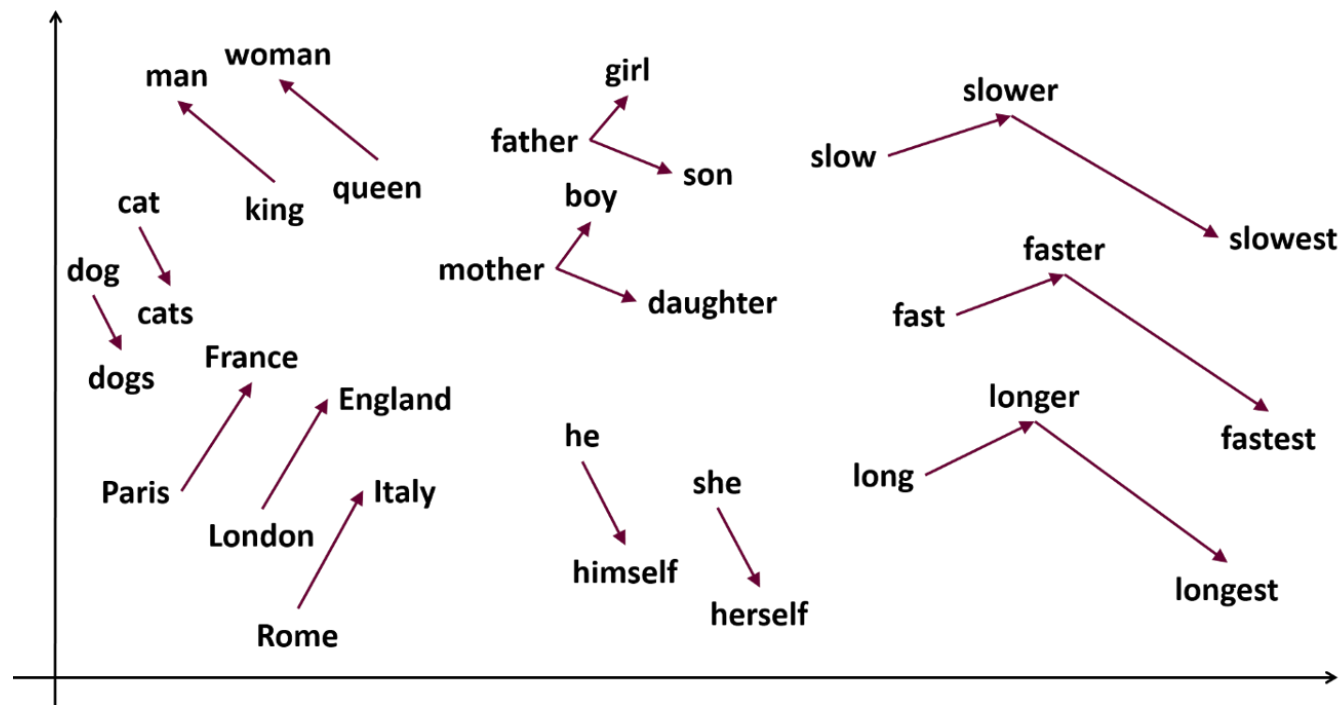 woman
man
girl
slower
father
slow
son
queen
boy
cat
king
slowest
faster
dog
mother
daughter
cats
fast
France
dogs
England
longer
he
fastest
long
she
Paris
Italy
London
himself
longest
herself
Rome